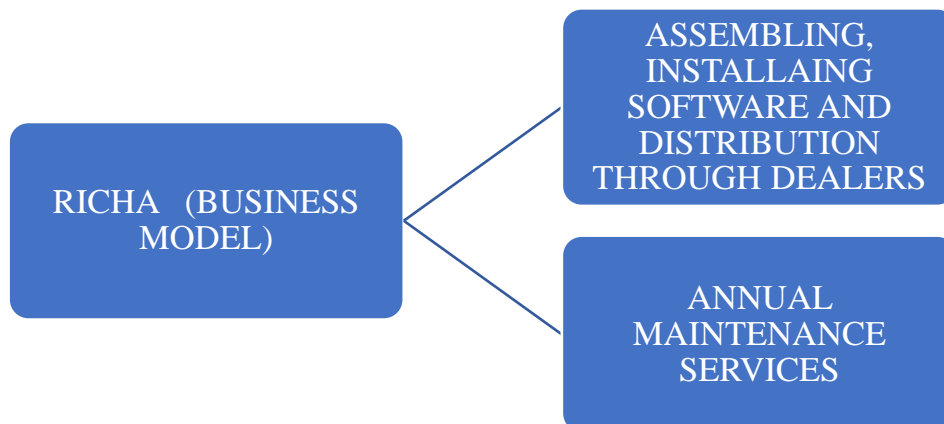 RICHA (BUSINESS
MODEL)
ASSEMBLING,
INSTALLAING
SOFTWARE AND
DISTRIBUTION
THROUGH DEALERS
ANNUAL
MAINTENANCE
SERVICES